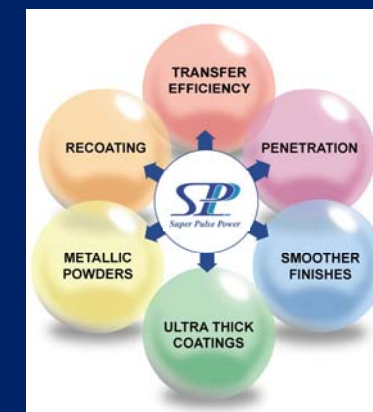 TRANSFER
EFFICIENCY
RECOATING
PENETRATION
SPP
Super Pulse Power
METALLIC
POWDERS
SMOOTHER
FINISHES
ULTRA THICK
COATINGS